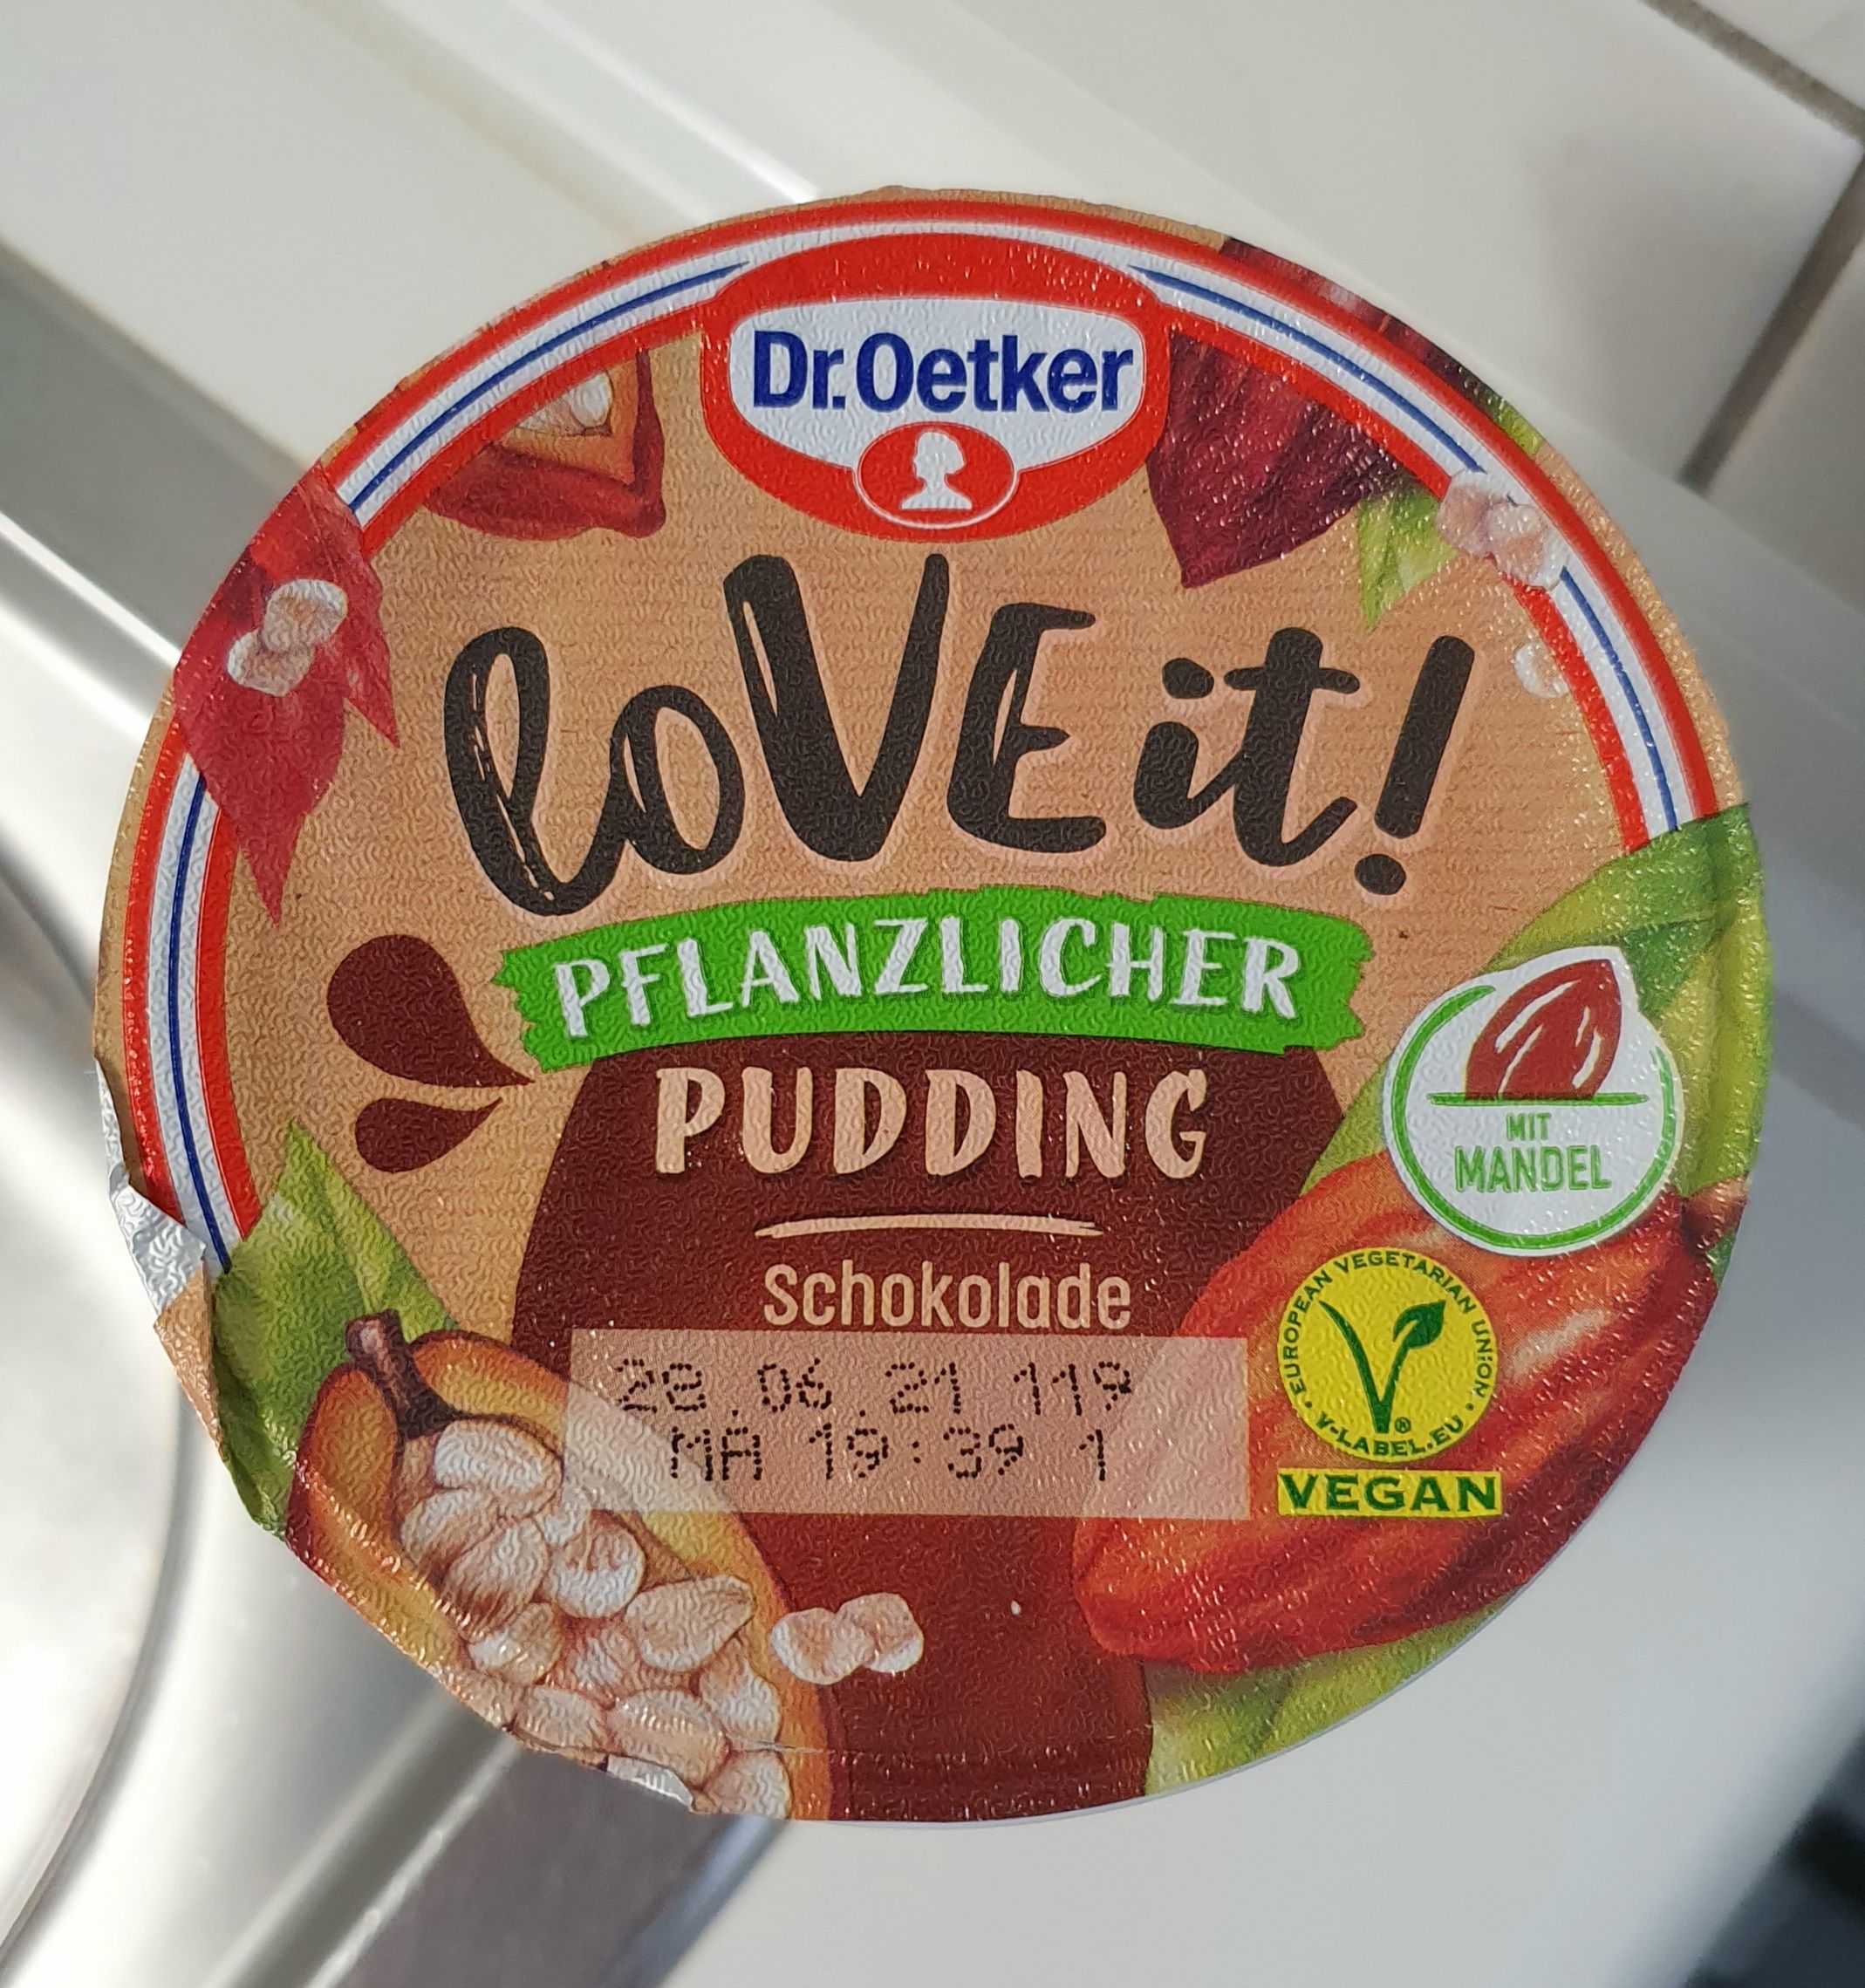 Dr.Oetker
loVE it!
PFLANZLICHER
PUDDING
Schokolade
MIT
MANDEL
28.06.21 119
NA 19:39 1
EUROPEAN VEGETARIAN UNION
V-LABEL.EU
®
VEGAN